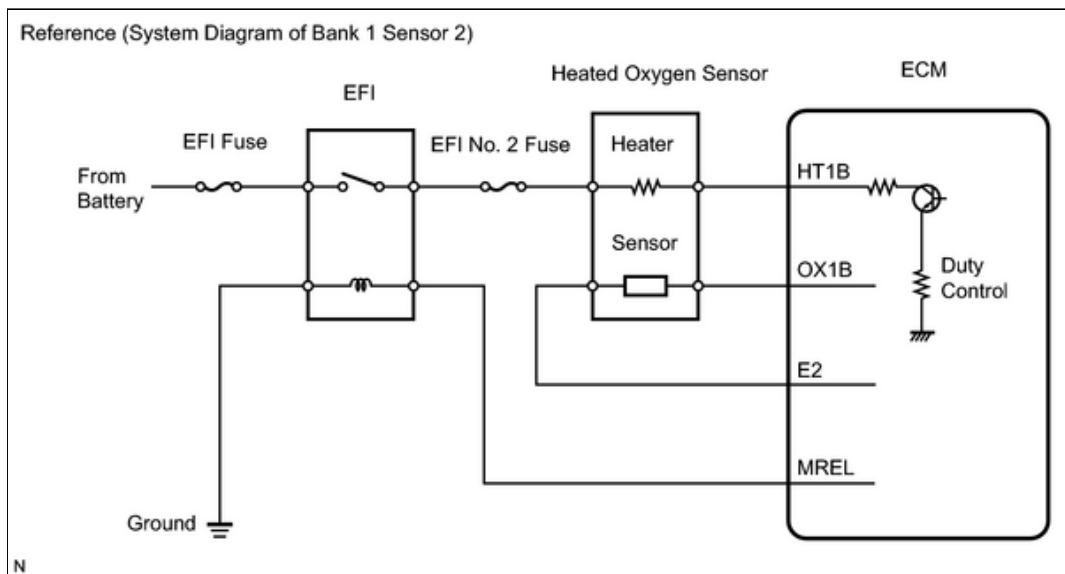 Reference (System Diagram of Bank 1 Sensor 2)
ECM
Heated Oxygen Sensor
EFI
EFI Fuse
EFI No. 2 Fuse
Heater
From
Battery
HT1B
Sensor
OX1B
Duty
Control
E2
MREL
Ground
N